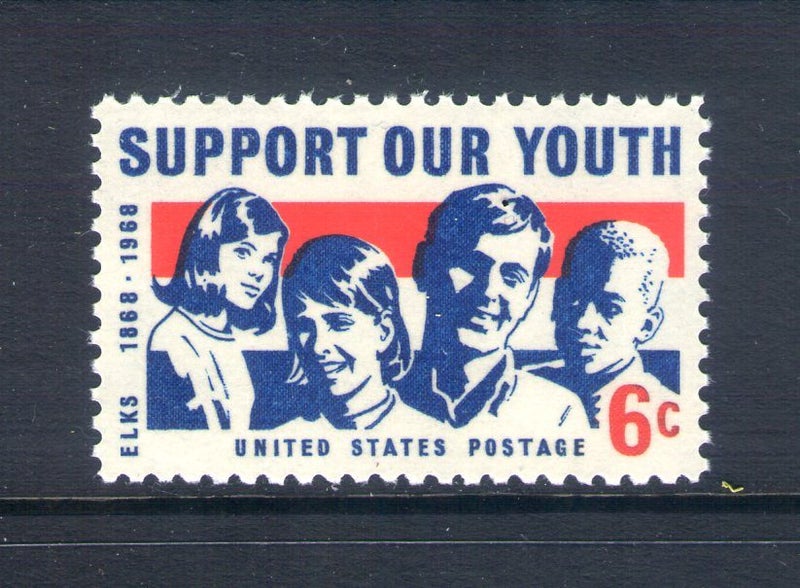 SUPPORT OUR YOUTH
ELKS 1868·1968
UNITED STATES POSTAGE
6c